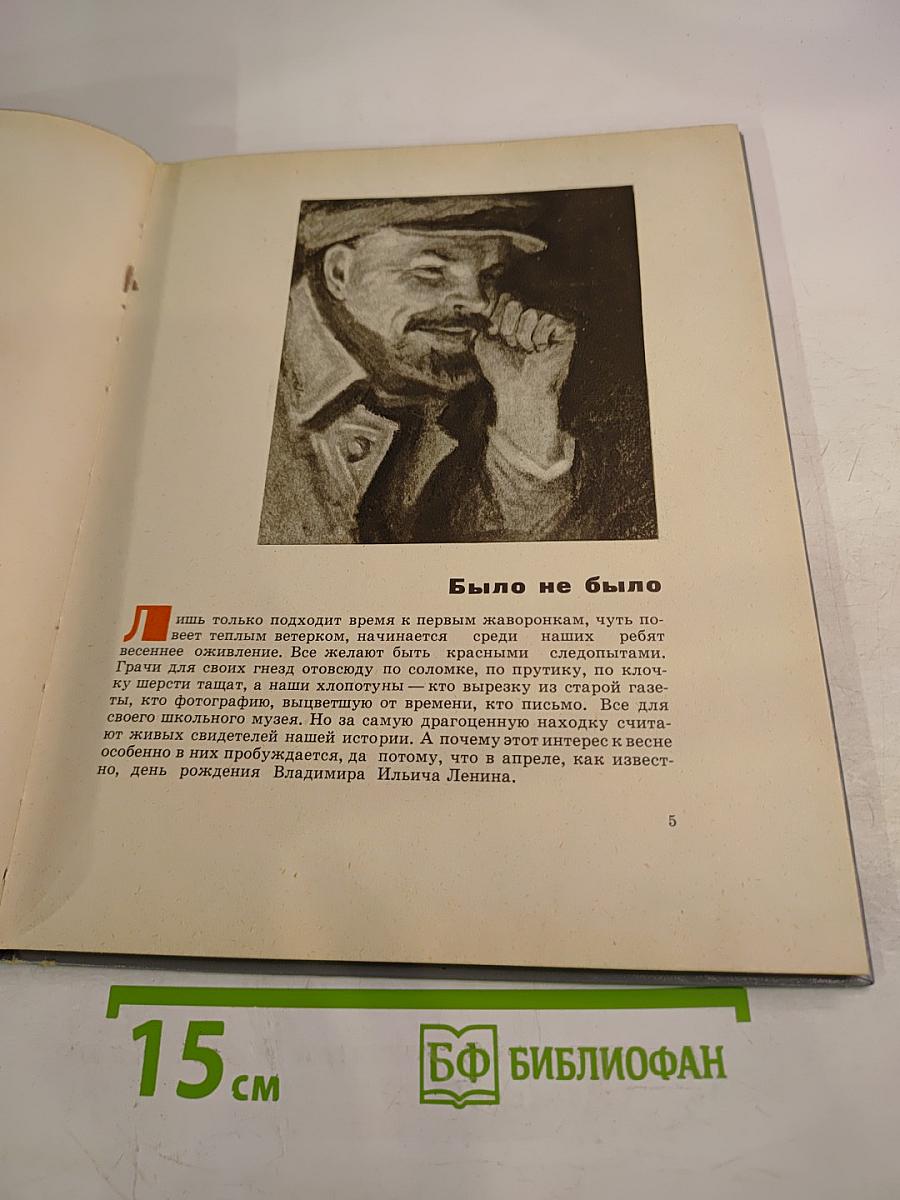 Было не было
Лишь только подходит время к первым жаворонкам, чуть по-
веет теплым ветерком, начинается среди наших ребят
весеннее оживление. Все желают быть красными следопытами.
Грачи для своих гнезд отовсюду по соломке, по прутику, по клоч-
ку шерсти тащат, а наши хлопотуны — кто вырезку из старой газе-
ты, кто фотографию, выцветшую от времени, кто письмо. Все для
своего школьного музея. Но за самую драгоценную находку счита-
ют живых свидетелей нашей истории. А почему этот интерес к весне
особенно в них пробуждается, да потому, что в апреле, как извест-
но, день рождения Владимира Ильича Ленина.
5
15 см
БФ БИБЛИОФАН